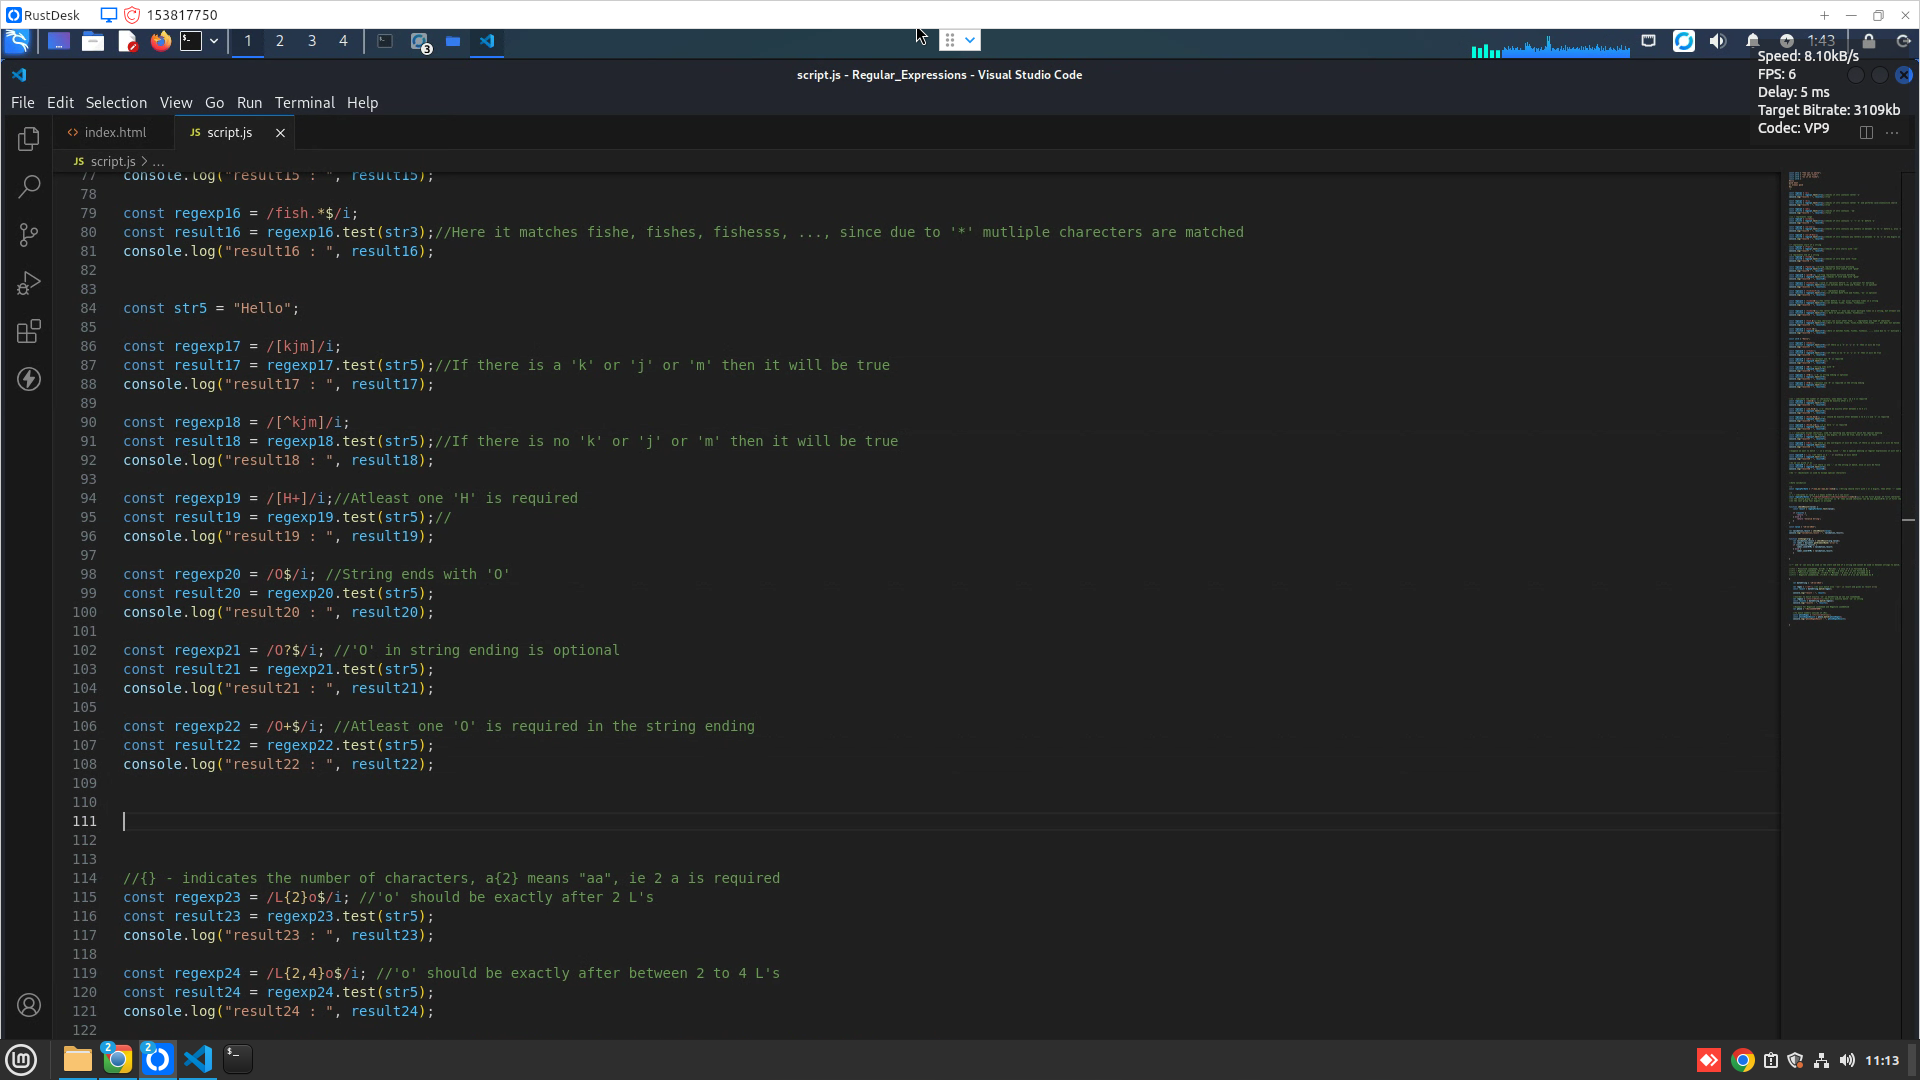 RustDesk 153817750
1 2 3 4 3 1:43
Speed: 8.10kB/s
FPS: 6
Delay: 5 ms
Target Bitrate: 3109kb
Codec: VP9
script.js - Regular_Expressions - Visual Studio Code
File Edit Selection View Go Run Terminal Help
<> index.html JS script.js
JS script.js > ...
77 console.log("result15 : ", result15);
78
79 const regexp16 = /fish.*$/i;
80 const result16 = regexp16.test(str3);//Here it matches fishe, fishes, fishesss, ..., since due to '*' mutliple charecters are matched
81 console.log("result16 : ", result16);
82
83
84 const str5 = "Hello";
85
86 const regexp17 = /[kjm]/i;
87 const result17 = regexp17.test(str5);//If there is a 'k' or 'j' or 'm' then it will be true
88 console.log("result17 : ", result17);
89
90 const regexp18 = /[^kjm]/i;
91 const result18 = regexp18.test(str5);//If there is no 'k' or 'j' or 'm' then it will be true
92 console.log("result18 : ", result18);
93
94 const regexp19 = /[H+]/i;//Atleast one 'H' is required
95 const result19 = regexp19.test(str5);//
96 console.log("result19 : ", result19);
97
98 const regexp20 = /O$/i; //String ends with 'O'
99 const result20 = regexp20.test(str5);
100 console.log("result20 : ", result20);
101
102 const regexp21 = /O?$/i; //'O' in string ending is optional
103 const result21 = regexp21.test(str5);
104 console.log("result21 : ", result21);
105
106 const regexp22 = /O+$/i; //Atleast one 'O' is required in the string ending
107 const result22 = regexp22.test(str5);
108 console.log("result22 : ", result22);
109
110
111
112
113
114 //{} - indicates the number of characters, a{2} means "aa", ie 2 a is required
115 const regexp23 = /L{2}o$/i; //'o' should be exactly after 2 L's
116 const result23 = regexp23.test(str5);
117 console.log("result23 : ", result23);
118
119 const regexp24 = /L{2,4}o$/i; //'o' should be exactly after between 2 to 4 L's
120 const result24 = regexp24.test(str5);
121 console.log("result24 : ", result24);
122
2 2 11:13